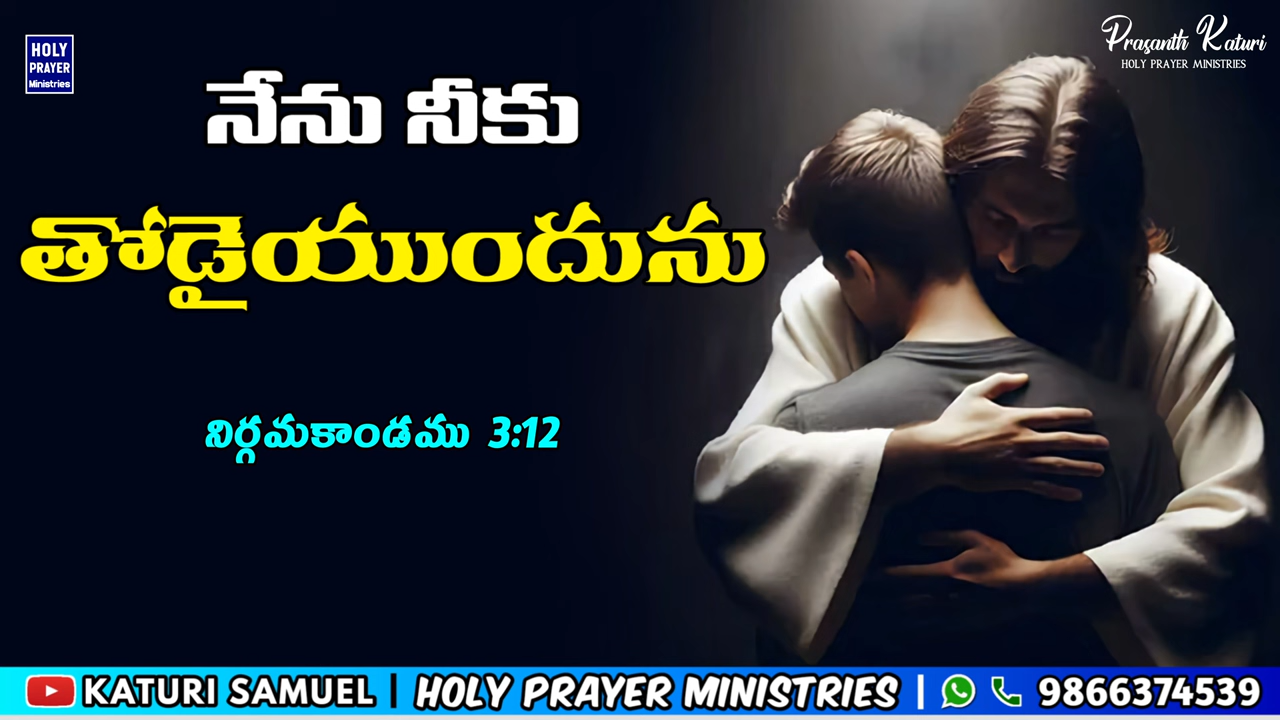 HOLY
PRAYER
Ministries
Prasanth Katuri
HOLY PRAYER MINISTRIES
నేను నీకు
తోడైయుందును
నిర్గమకాండము 3:12
KATURI SAMUEL | HOLY PRAYER MINISTRIES | 9866374539